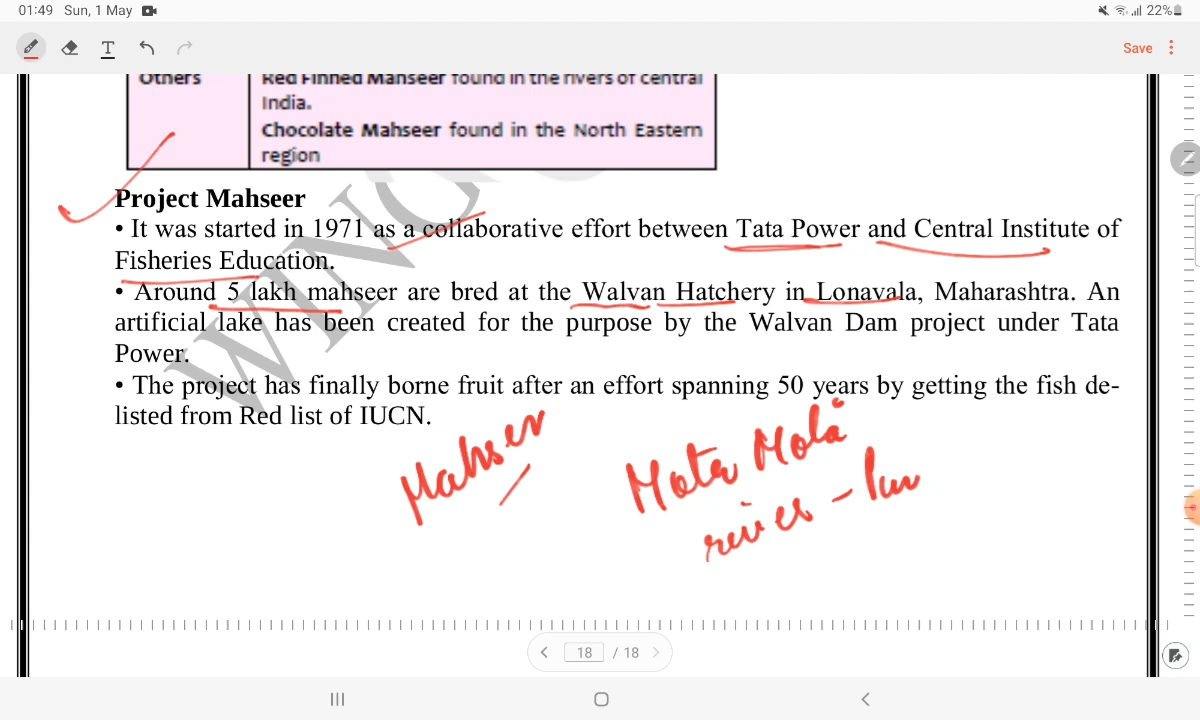 01:49 Sun, 1 May 22%
T Save
Others Red Finned Mahseer found in the rivers of central
India.
Chocolate Mahseer found in the North Eastern
region
Project Mahseer
• It was started in 1971 as a collaborative effort between Tata Power and Central Institute of
Fisheries Education.
• Around 5 lakh mahseer are bred at the Walvan Hatchery in Lonavala, Maharashtra. An
artificial lake has been created for the purpose by the Walvan Dam project under Tata
Power.
• The project has finally borne fruit after an effort spanning 50 years by getting the fish de-
listed from Red list of IUCN.
Mahser
18 / 18